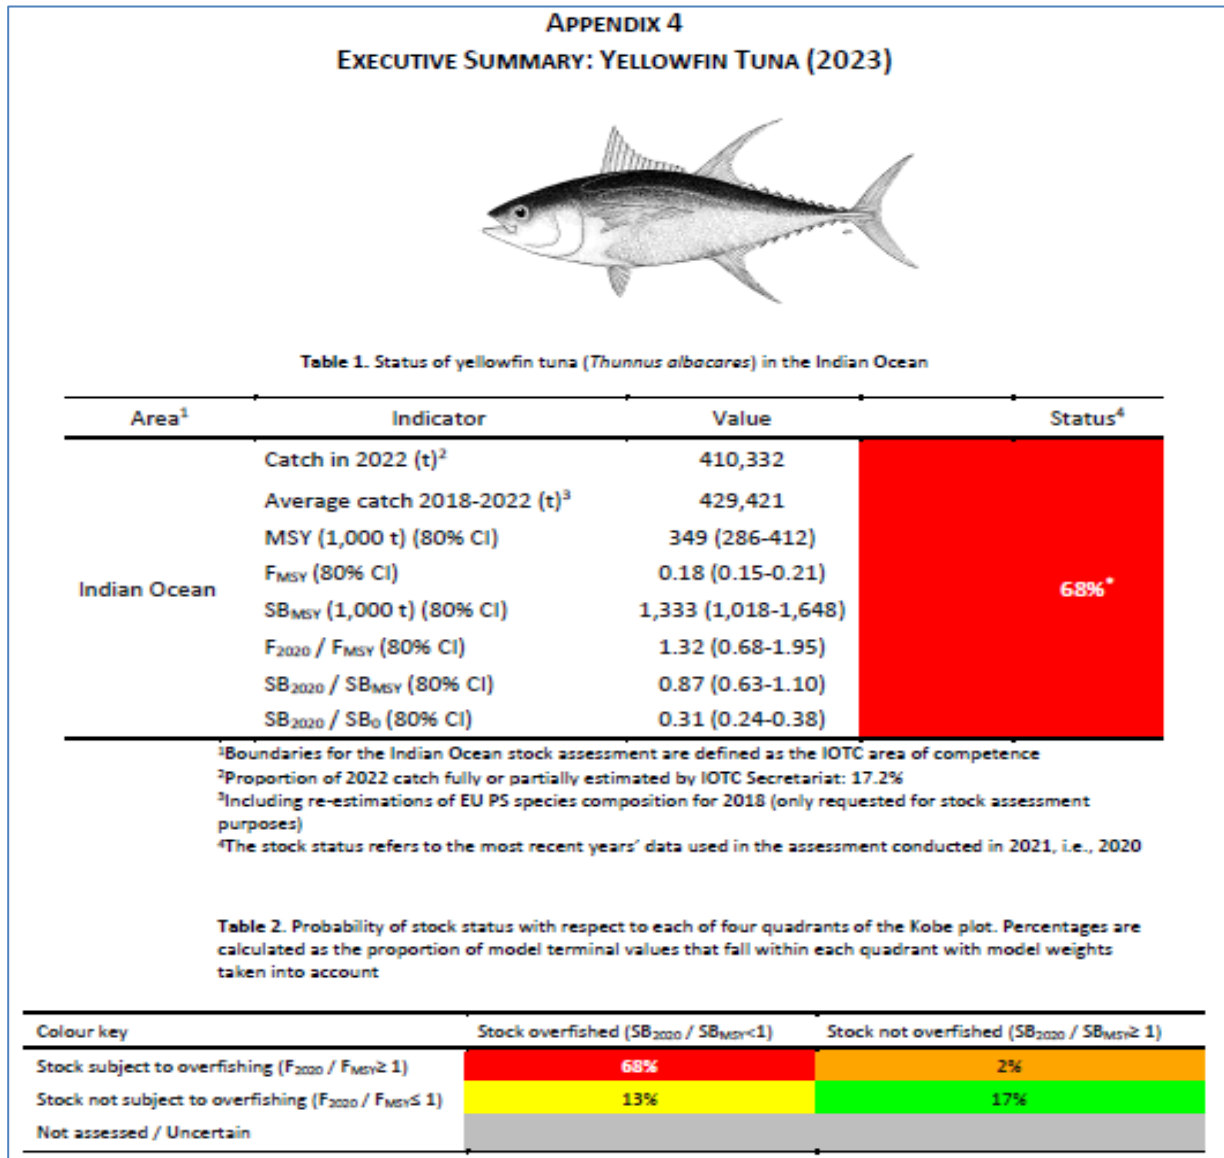 APPENDIX 4
EXECUTIVE SUMMARY: YELLOWFIN TUNA (2023)
Table 1. Status of yellowfin tuna (Thunnus albacares) in the Indian Ocean
Area¹ Indicator Value Status⁴
Catch in 2022 (t)² 410,332
Average catch 2018-2022 (t)³ 429,421
MSY (1,000 t) (80% CI) 349 (286-412)
FMSY (80% CI) 0.18 (0.15-0.21)
Indian Ocean 68%*
SBMSY (1,000 t) (80% CI) 1,333 (1,018-1,648)
F2020 / FMSY (80% CI) 1.32 (0.68-1.95)
SB2020 / SBMSY (80% CI) 0.87 (0.63-1.10)
SB2020 / SB0 (80% CI) 0.31 (0.24-0.38)
¹Boundaries for the Indian Ocean stock assessment are defined as the IOTC area of competence
²Proportion of 2022 catch fully or partially estimated by IOTC Secretariat: 17.2%
³Including re-estimations of EU PS species composition for 2018 (only requested for stock assessment
purposes)
⁴The stock status refers to the most recent years' data used in the assessment conducted in 2021, i.e., 2020
Table 2. Probability of stock status with respect to each of four quadrants of the Kobe plot. Percentages are
calculated as the proportion of model terminal values that fall within each quadrant with model weights
taken into account
Colour key Stock overfished (SB2020 / SBMSY<1) Stock not overfished (SB2020 / SBMSY≥ 1)
Stock subject to overfishing (F2020 / FMSY≥ 1) 68% 2%
Stock not subject to overfishing (F2020 / FMSY≤ 1) 13% 17%
Not assessed / Uncertain